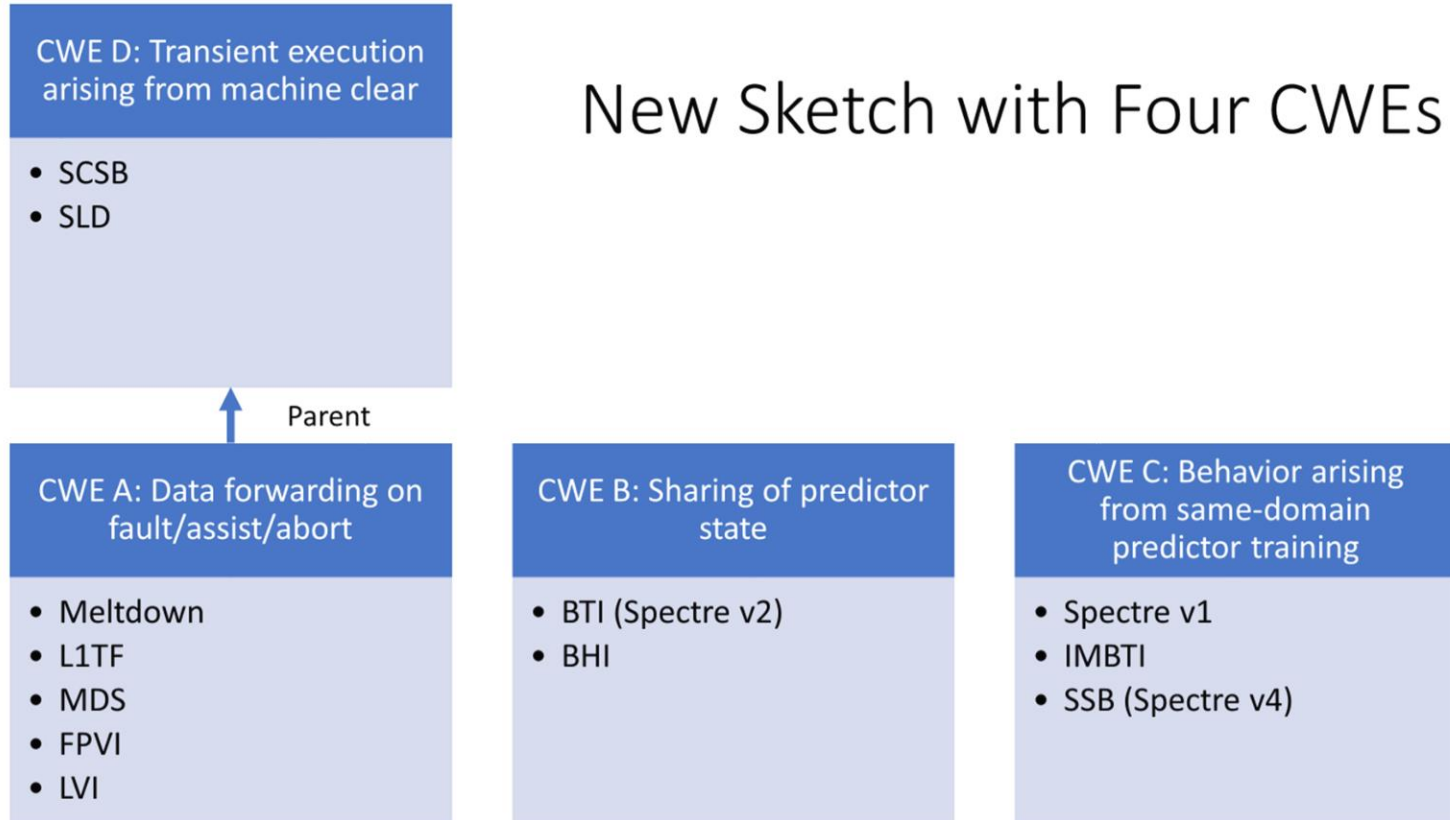 CWE D: Transient execution
arising from machine clear
• SCSB
• SLD
New Sketch with Four CWEs
Parent
CWE A: Data forwarding on
fault/assist/abort
• Meltdown
• L1TF
• MDS
• FPVI
• LVI
CWE B: Sharing of predictor
state
• BTI (Spectre v2)
• BHI
CWE C: Behavior arising
from same-domain
predictor training
• Spectre v1
• IMBTI
• SSB (Spectre v4)